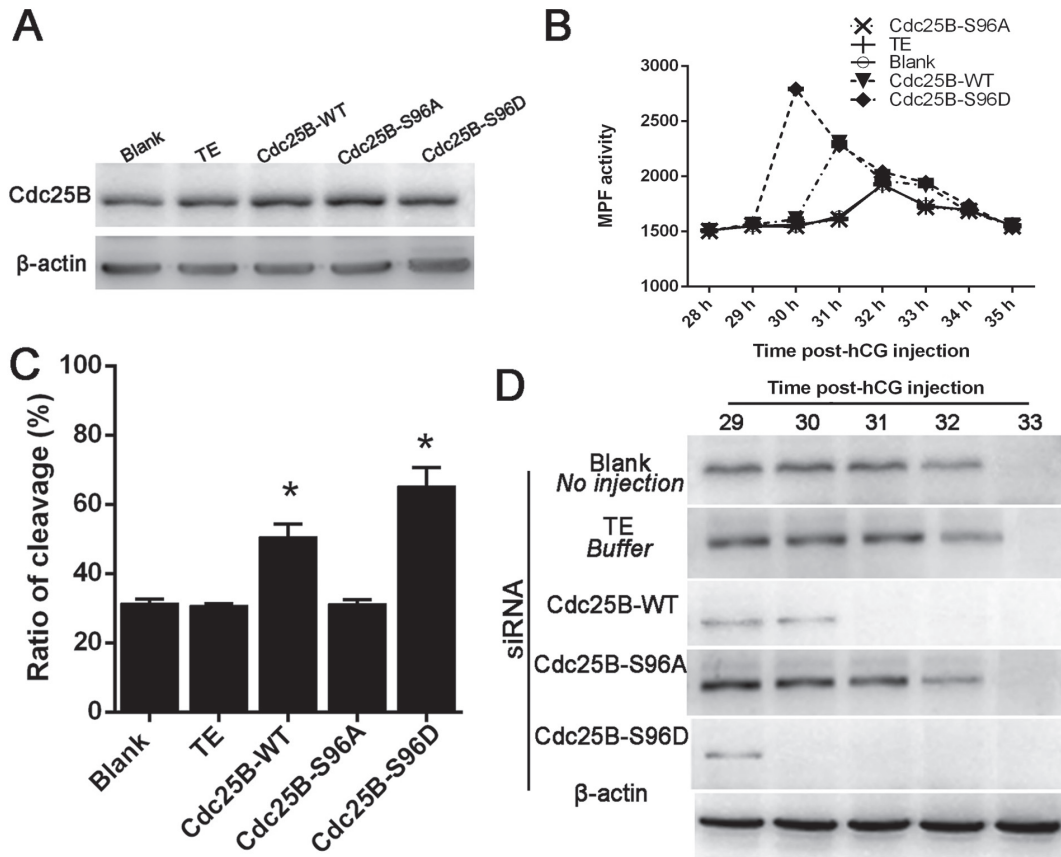 A
Blank
TE
Cdc25B-WT
Cdc25B-S96A
Cdc25B-S96D
Cdc25B
β-actin
B
Cdc25B-S96A
TE
Blank
Cdc25B-WT
Cdc25B-S96D
MPF activity
3000
2500
2000
1500
1000
28 h
29 h
30 h
31 h
32 h
33 h
34 h
35 h
Time post-hCG injection
C
Ratio of cleavage (%)
100
80
60
40
20
0
*
*
Blank
TE
Cdc25B-WT
Cdc25B-S96A
Cdc25B-S96D
D
Time post-hCG injection
29 30 31 32 33
siRNA
Blank
No injection
TE
Buffer
Cdc25B-WT
Cdc25B-S96A
Cdc25B-S96D
β-actin